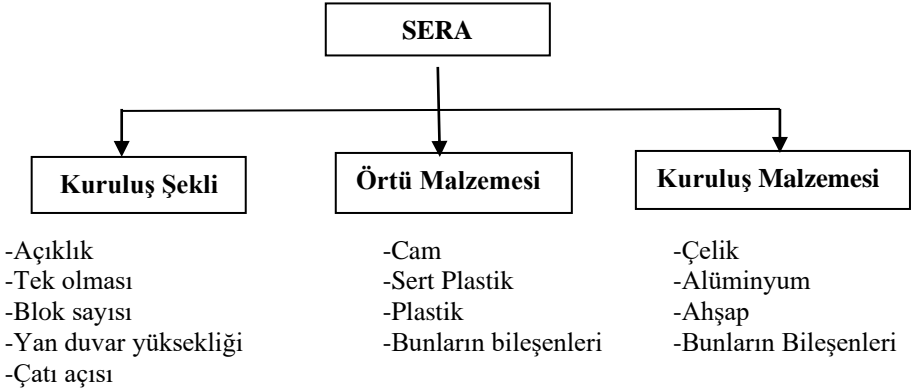 SERA
Kuruluş Şekli
Örtü Malzemesi
Kuruluş Malzemesi
-Açıklık
-Tek olması
-Blok sayısı
-Yan duvar yüksekliği
-Çatı açısı
-Cam
-Sert Plastik
-Plastik
-Bunların bileşenleri
-Çelik
-Alüminyum
-Ahşap
-Bunların Bileşenleri